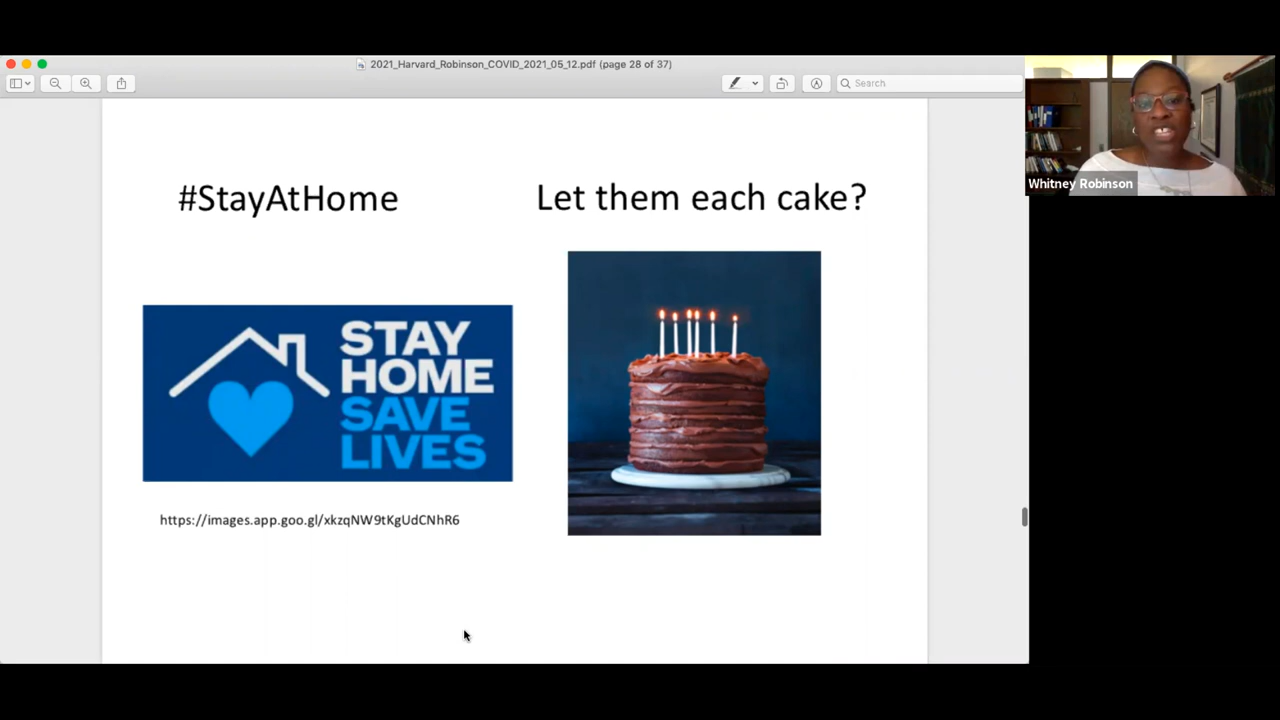 2021_Harvard_Robinson_COVID_2021_05_12.pdf (page 28 of 37)
Search
Whitney Robinson
#StayAtHome
Let them each cake?
STAY
HOME
SAVE
LIVES
https://images.app.goo.gl/xkzqNW9tKgUdCNhR6